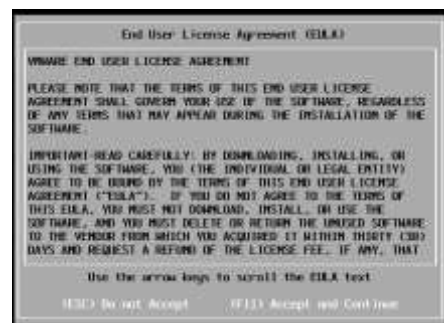 End User License Agreement (EULA)
VMWARE END USER LICENSE AGREEMENT
PLEASE NOTE THAT THE TERMS OF THIS END USER LICENSE
AGREEMENT SHALL GOVERN YOUR USE OF THE SOFTWARE, REGARDLESS
OF ANY TERMS THAT MAY APPEAR DURING THE INSTALLATION OF THE
SOFTWARE.
IMPORTANT-READ CAREFULLY: BY DOWNLOADING, INSTALLING, OR
USING THE SOFTWARE, YOU (THE INDIVIDUAL OR LEGAL ENTITY)
AGREE TO BE BOUND BY THE TERMS OF THIS END USER LICENSE
AGREEMENT ("EULA"). IF YOU DO NOT AGREE TO THE TERMS OF
THIS EULA, YOU MUST NOT DOWNLOAD, INSTALL, OR USE THE
SOFTWARE, AND YOU MUST DELETE OR RETURN THE UNUSED SOFTWARE
TO THE VENDOR FROM WHICH YOU ACQUIRED IT WITHIN THIRTY (30)
DAYS AND REQUEST A REFUND OF THE LICENSE FEE, IF ANY, THAT
Use the arrow keys to scroll the EULA text
(ESC) Do not Accept (F11) Accept and Continue